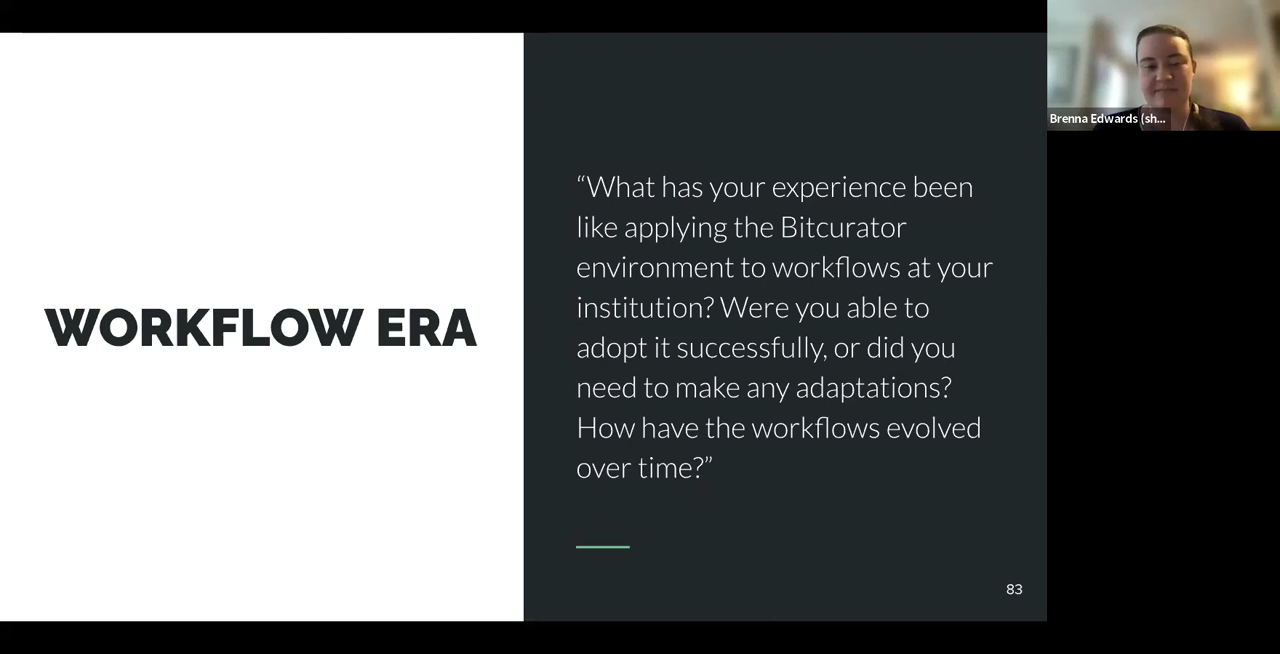 WORKFLOW ERA
“What has your experience been
like applying the Bitcurator
environment to workflows at your
institution? Were you able to
adopt it successfully, or did you
need to make any adaptations?
How have the workflows evolved
over time?”
83
Brenna Edwards (sh...